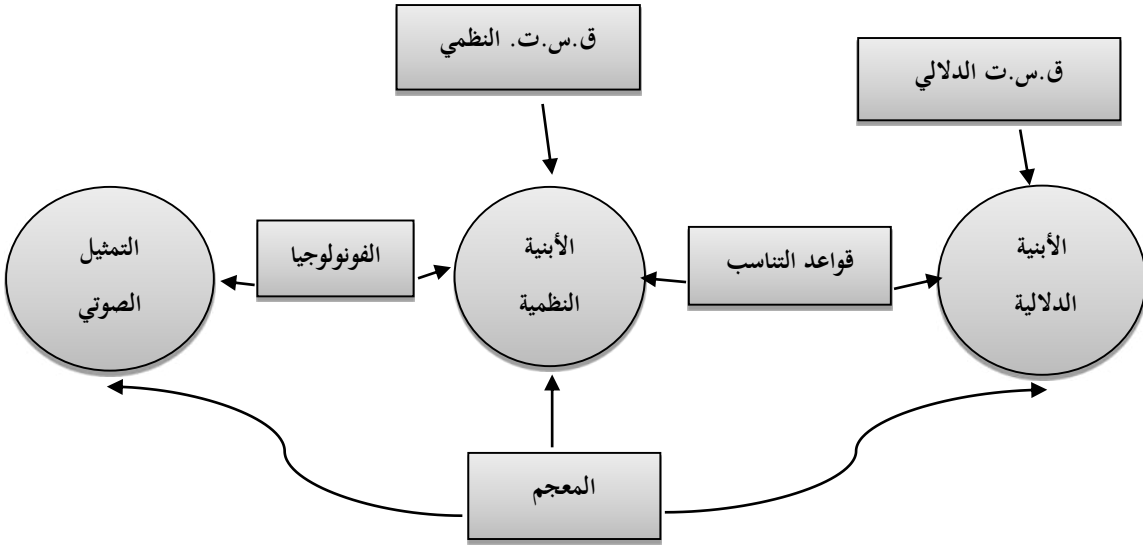 ق.س.ت. النظمي
ق.س.ت الدلالي
الأبنية
الدلالية
قواعد التناسب
الأبنية
النظمية
الفونولوجيا
التمثيل
الصوتي
المعجم